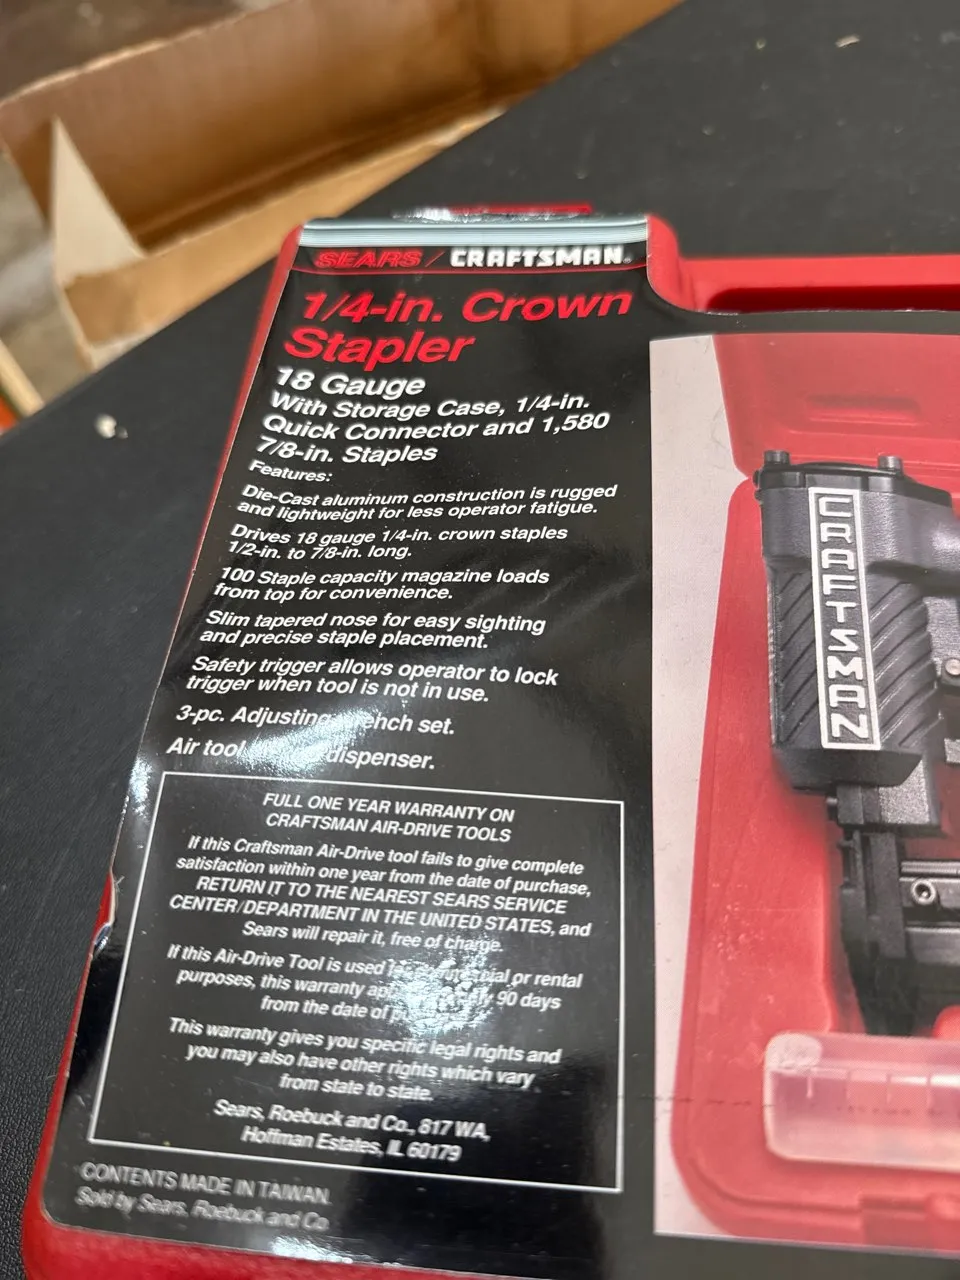 SEARS / CRAFTSMAN®
1/4-in. Crown
Stapler
18 Gauge
With Storage Case, 1/4-in.
Quick Connector and 1,580
7/8-in. Staples
Features:
Die-Cast aluminum construction is rugged
and lightweight for less operator fatigue.
Drives 18 gauge 1/4-in. crown staples
1/2-in. to 7/8-in. long.
100 Staple capacity magazine loads
from top for convenience.
Slim tapered nose for easy sighting
and precise staple placement.
Safety trigger allows operator to lock
trigger when tool is not in use.
3-pc. Adjusting wrench set.
Air tool dispenser.
FULL ONE YEAR WARRANTY ON
CRAFTSMAN AIR-DRIVE TOOLS
If this Craftsman Air-Drive tool fails to give complete
satisfaction within one year from the date of purchase,
RETURN IT TO THE NEAREST SEARS SERVICE
CENTER/DEPARTMENT IN THE UNITED STATES, and
Sears will repair it, free of charge.
If this Air-Drive Tool is used commercial or rental
purposes, this warranty 90 days
from the date of
This warranty gives you specific legal rights and
you may also have other rights which vary
from state to state.
Sears, Roebuck and Co., 817 WA,
Hoffman Estates, IL 60179
CONTENTS MADE IN TAIWAN.
Sold by Sears, Roebuck and Co
CRAFTSMAN